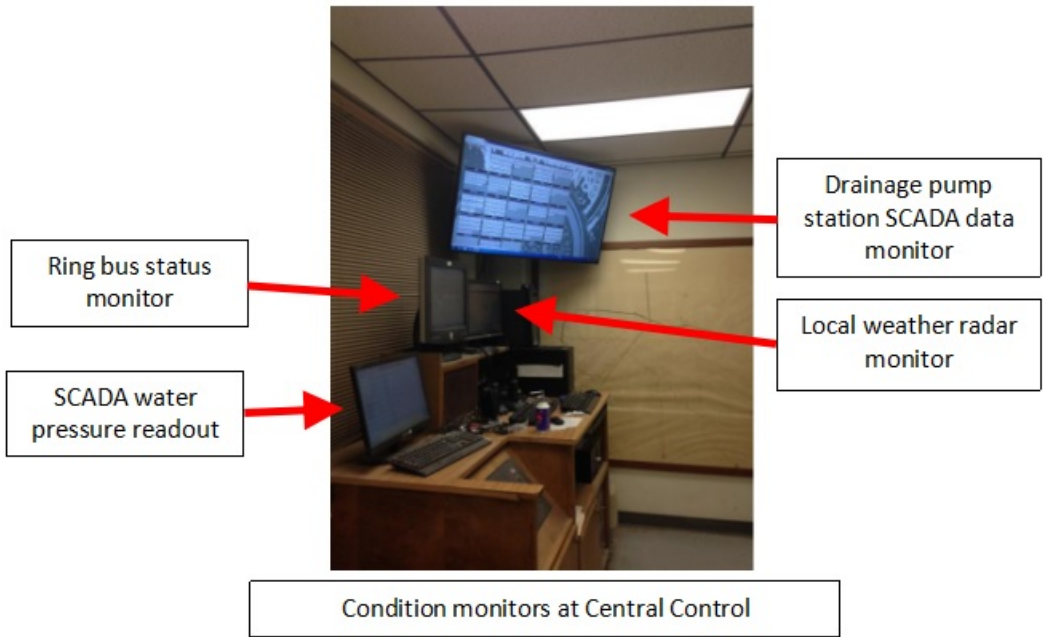 Drainage pump
station SCADA data
monitor
Ring bus status
monitor
Local weather radar
monitor
SCADA water
pressure readout
Condition monitors at Central Control